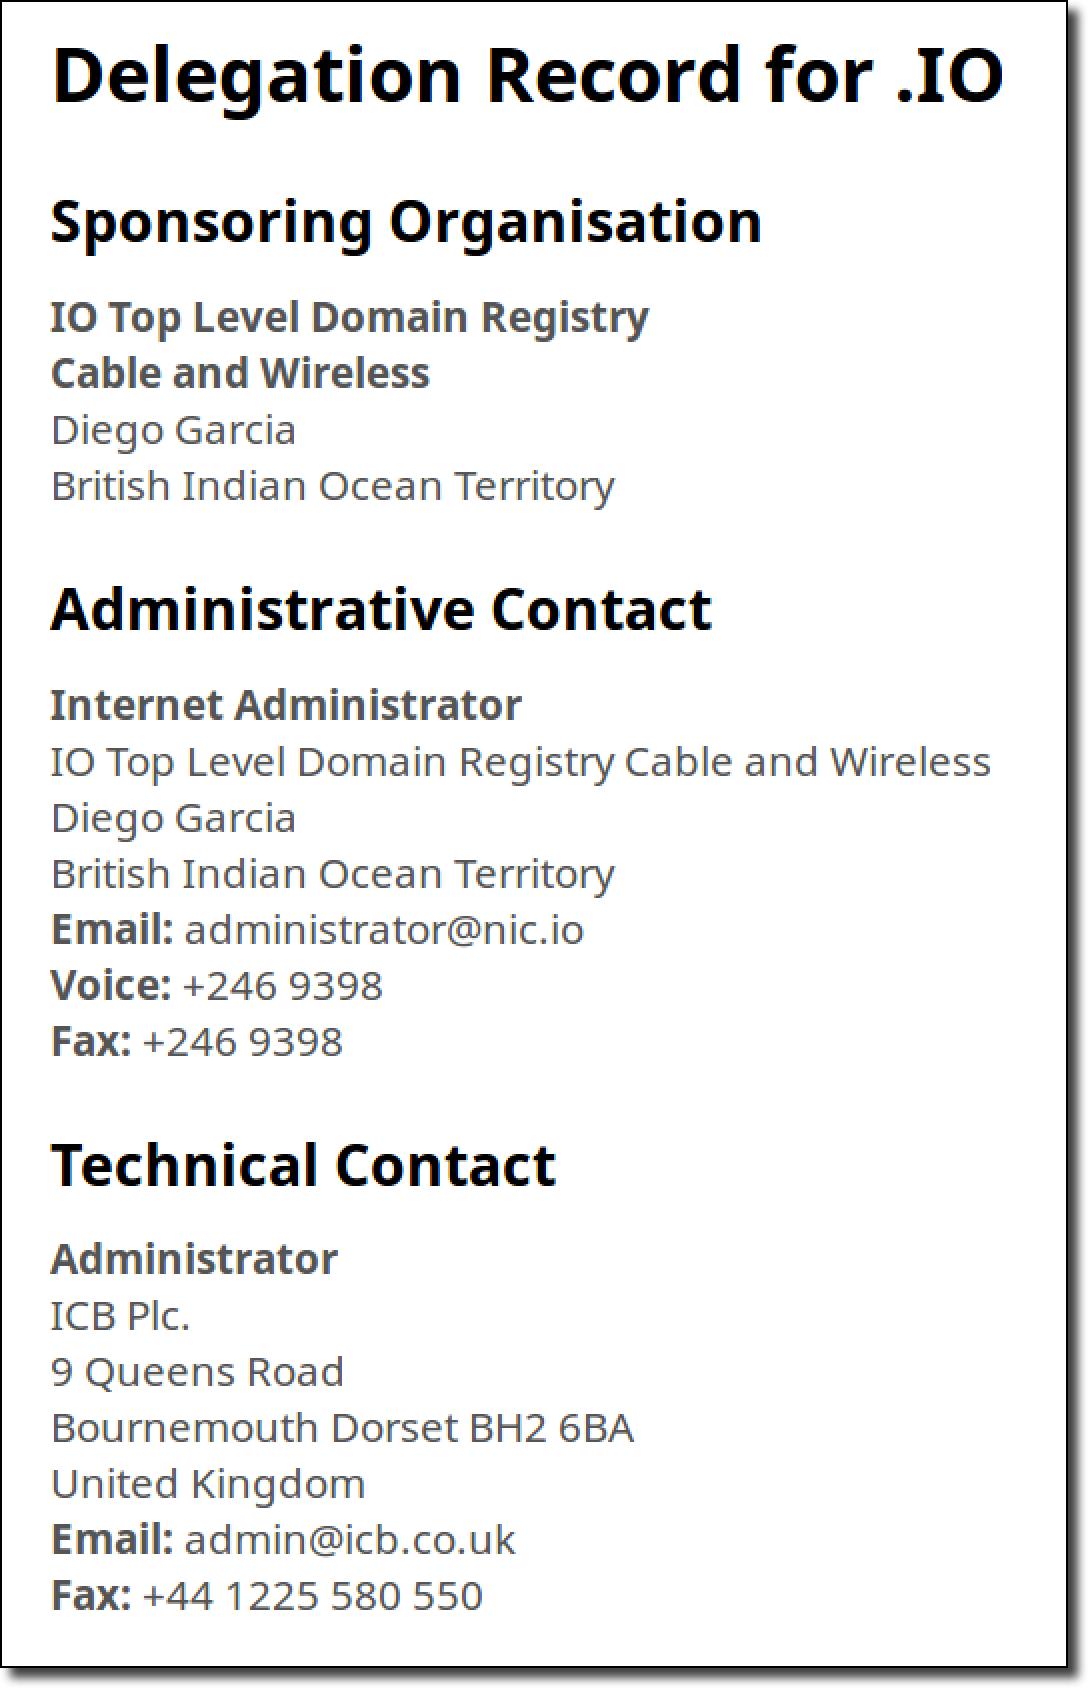 Delegation Record for .IO
Sponsoring Organisation
IO Top Level Domain Registry
Cable and Wireless
Diego Garcia
British Indian Ocean Territory
Administrative Contact
Internet Administrator
IO Top Level Domain Registry Cable and Wireless
Diego Garcia
British Indian Ocean Territory
Email: administrator@nic.io
Voice: +246 9398
Fax: +246 9398
Technical Contact
Administrator
ICB Plc.
9 Queens Road
Bournemouth Dorset BH2 6BA
United Kingdom
Email: admin@icb.co.uk
Fax: +44 1225 580 550